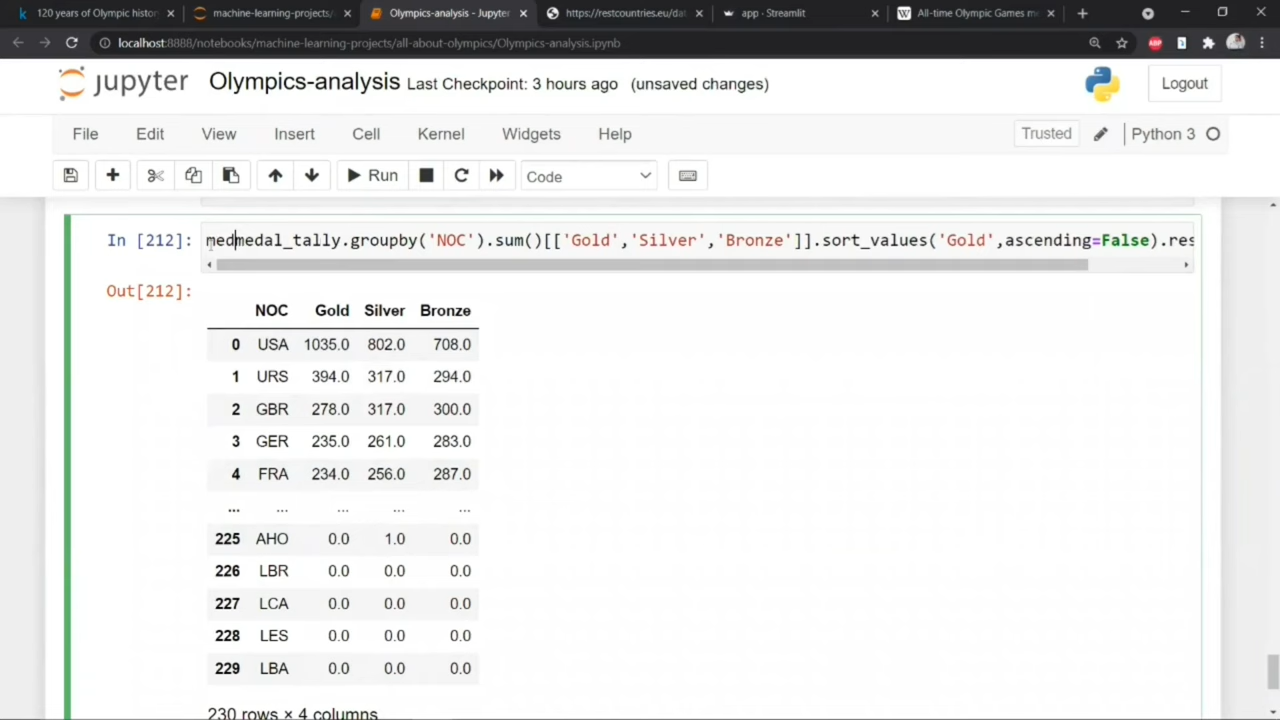 120 years of Olympic histor
machine-learning-projects/
Olympics-analysis - Jupyter
https://restcountries.eu/dat
app · Streamlit
All-time Olympic Games me
localhost:8888/notebooks/machine-learning-projects/all-about-olympics/Olympics-analysis.ipynb
jupyter Olympics-analysis Last Checkpoint: 3 hours ago (unsaved changes) Logout
File Edit View Insert Cell Kernel Widgets Help Trusted Python 3
Run Code
In [212]: medmedal_tally.groupby('NOC').sum()[['Gold','Silver','Bronze']].sort_values('Gold',ascending=False).res
Out[212]:
NOC Gold Silver Bronze
0 USA 1035.0 802.0 708.0
1 URS 394.0 317.0 294.0
2 GBR 278.0 317.0 300.0
3 GER 235.0 261.0 283.0
4 FRA 234.0 256.0 287.0
... ... ... ... ...
225 AHO 0.0 1.0 0.0
226 LBR 0.0 0.0 0.0
227 LCA 0.0 0.0 0.0
228 LES 0.0 0.0 0.0
229 LBA 0.0 0.0 0.0
230 rows × 4 columns